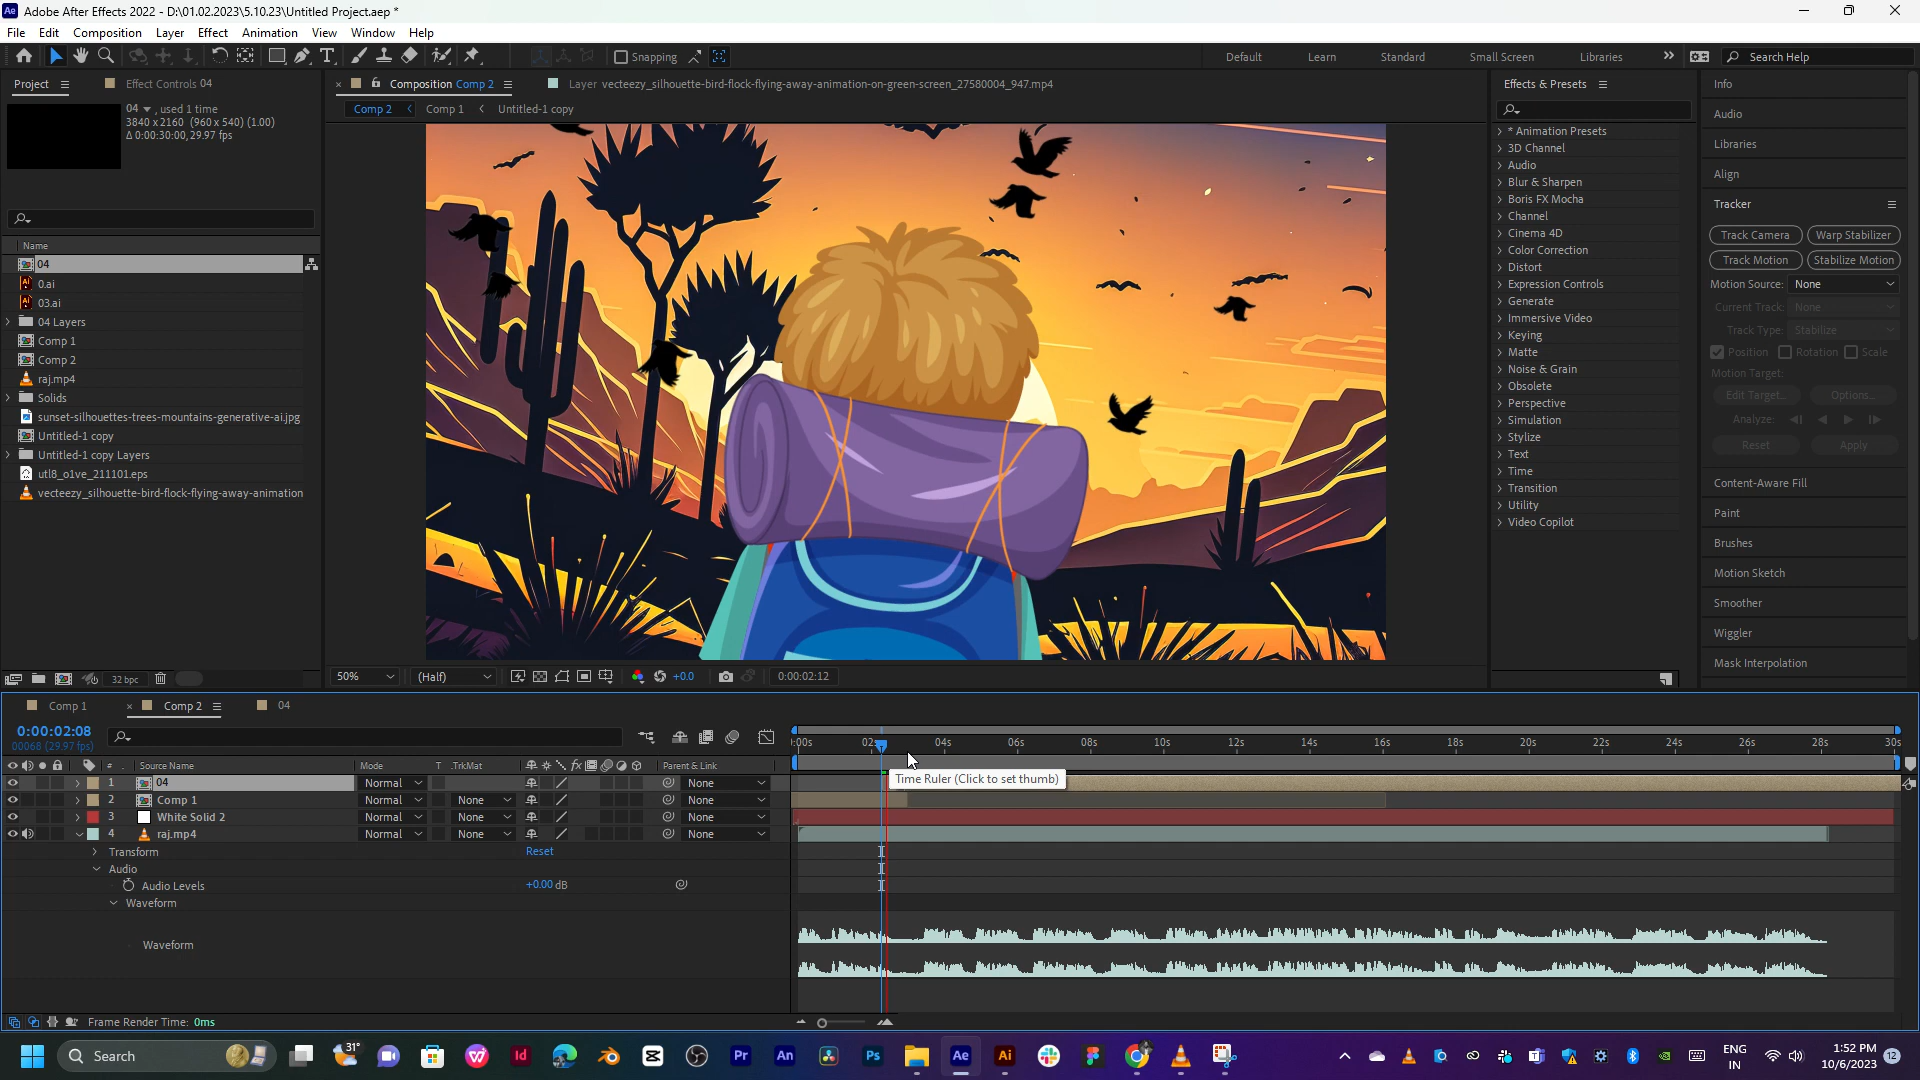 Adobe After Effects 2022 - D:\01.02.2023\5.10.23\Untitled Project.aep *
File Edit Composition Layer Effect Animation View Window Help
Snapping
Default Learn Standard Small Screen Libraries
Search Help
Project
Effect Controls 04
04 , used 1 time
3840 x 2160 (960 x 540) (1.00)
Δ 0:00:30:00, 29.97 fps
Name
04
0.ai
03.ai
04 Layers
Comp 1
Comp 2
raj.mp4
Solids
sunset-silhouettes-trees-mountains-generative-ai.jpg
Untitled-1 copy
Untitled-1 copy Layers
utl8_o1ve_211101.eps
vecteezy_silhouette-bird-flock-flying-away-animation
32 bpc
Composition Comp 2
Layer vecteezy_silhouette-bird-flock-flying-away-animation-on-green-screen_27580004_947.mp4
Comp 2 Comp 1 Untitled-1 copy
50% (Half) +0.0 0:00:02:12
Effects & Presets
* Animation Presets
3D Channel
Audio
Blur & Sharpen
Boris FX Mocha
Channel
Cinema 4D
Color Correction
Distort
Expression Controls
Generate
Immersive Video
Keying
Matte
Noise & Grain
Obsolete
Perspective
Simulation
Stylize
Text
Time
Transition
Utility
Video Copilot
Info
Audio
Libraries
Align
Tracker
Track Camera Warp Stabilizer
Track Motion Stabilize Motion
Motion Source: None
Current Track: None
Track Type: Stabilize
Position Rotation Scale
Motion Target:
Edit Target... Options...
Analyze:
Reset Apply
Content-Aware Fill
Paint
Brushes
Motion Sketch
Smoother
Wiggler
Mask Interpolation
Comp 1 Comp 2 04
0:00:02:08
00068 (29.97 fps)
# Source Name Mode T .TrkMat Parent & Link
1 04 Normal None
2 Comp 1 Normal None None
3 White Solid 2 Normal None None
4 raj.mp4 Normal None None
Transform Reset
Audio
Audio Levels +0.00 dB
Waveform
Waveform
:00s 02s 04s 06s 08s 10s 12s 14s 16s 18s 20s 22s 24s 26s 28s 30s
Time Ruler (Click to set thumb)
Frame Render Time: 0ms
Search
31°
Id
Pr
An
Ps
Ae
Ai
ENG
IN
1:52 PM
10/6/2023
12